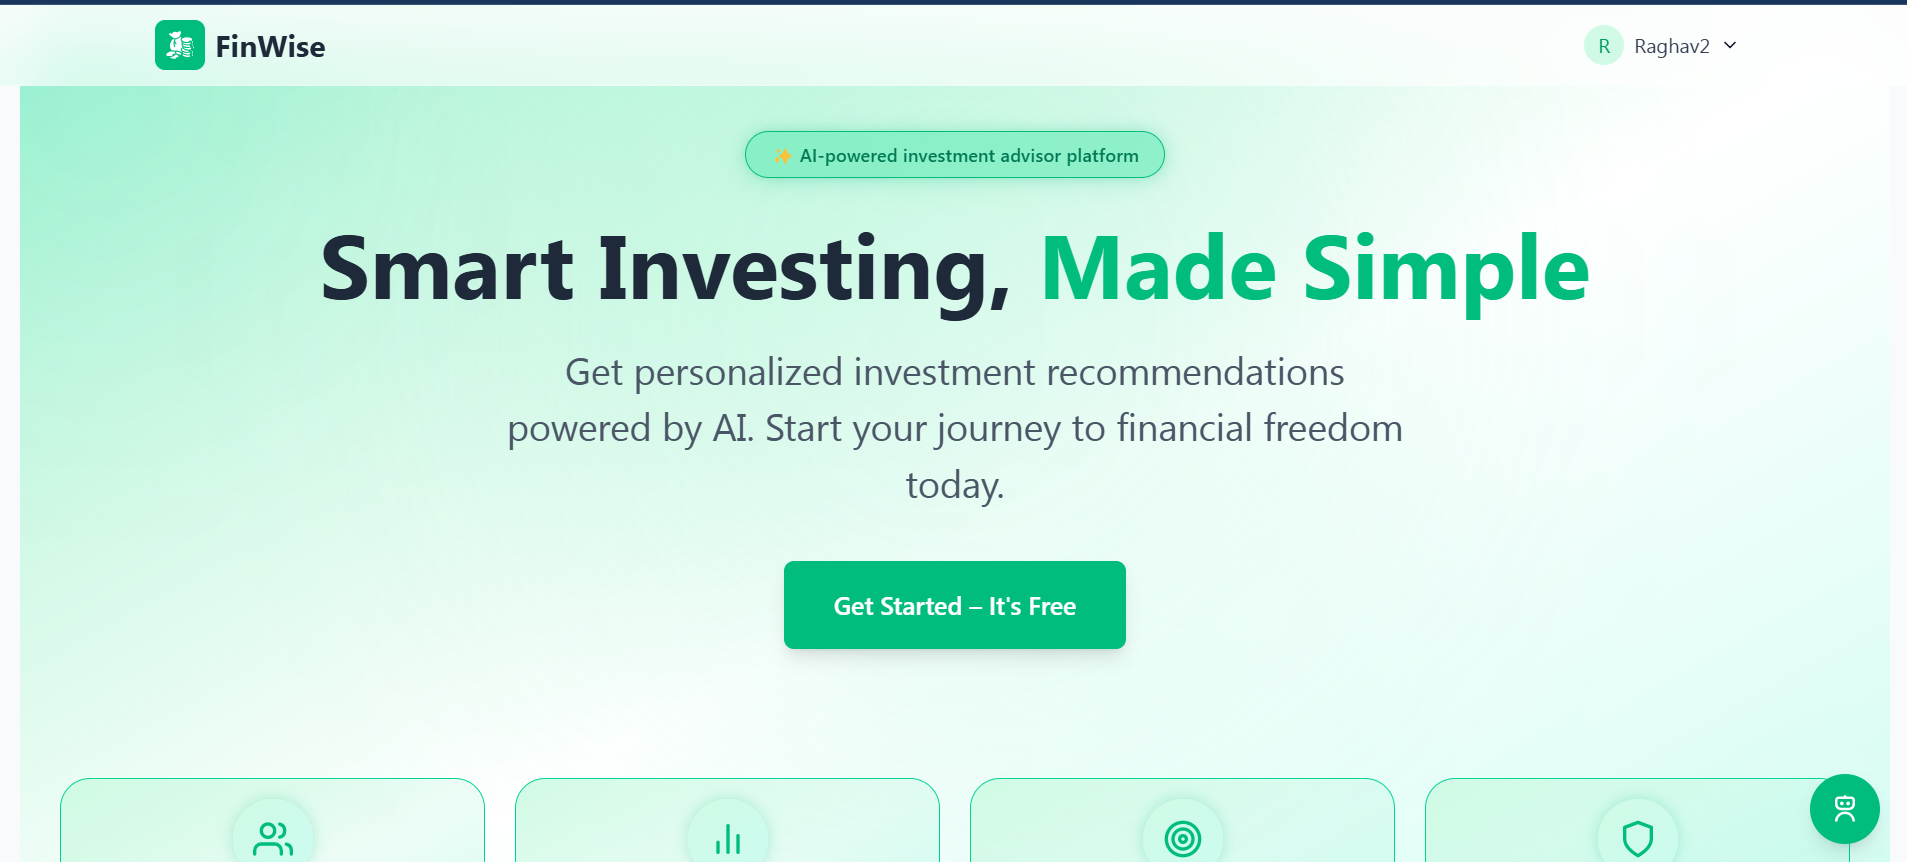 FinWise
R Raghav2
✨ AI-powered investment advisor platform
Smart Investing, Made Simple
Get personalized investment recommendations
powered by AI. Start your journey to financial freedom
today.
Get Started – It's Free